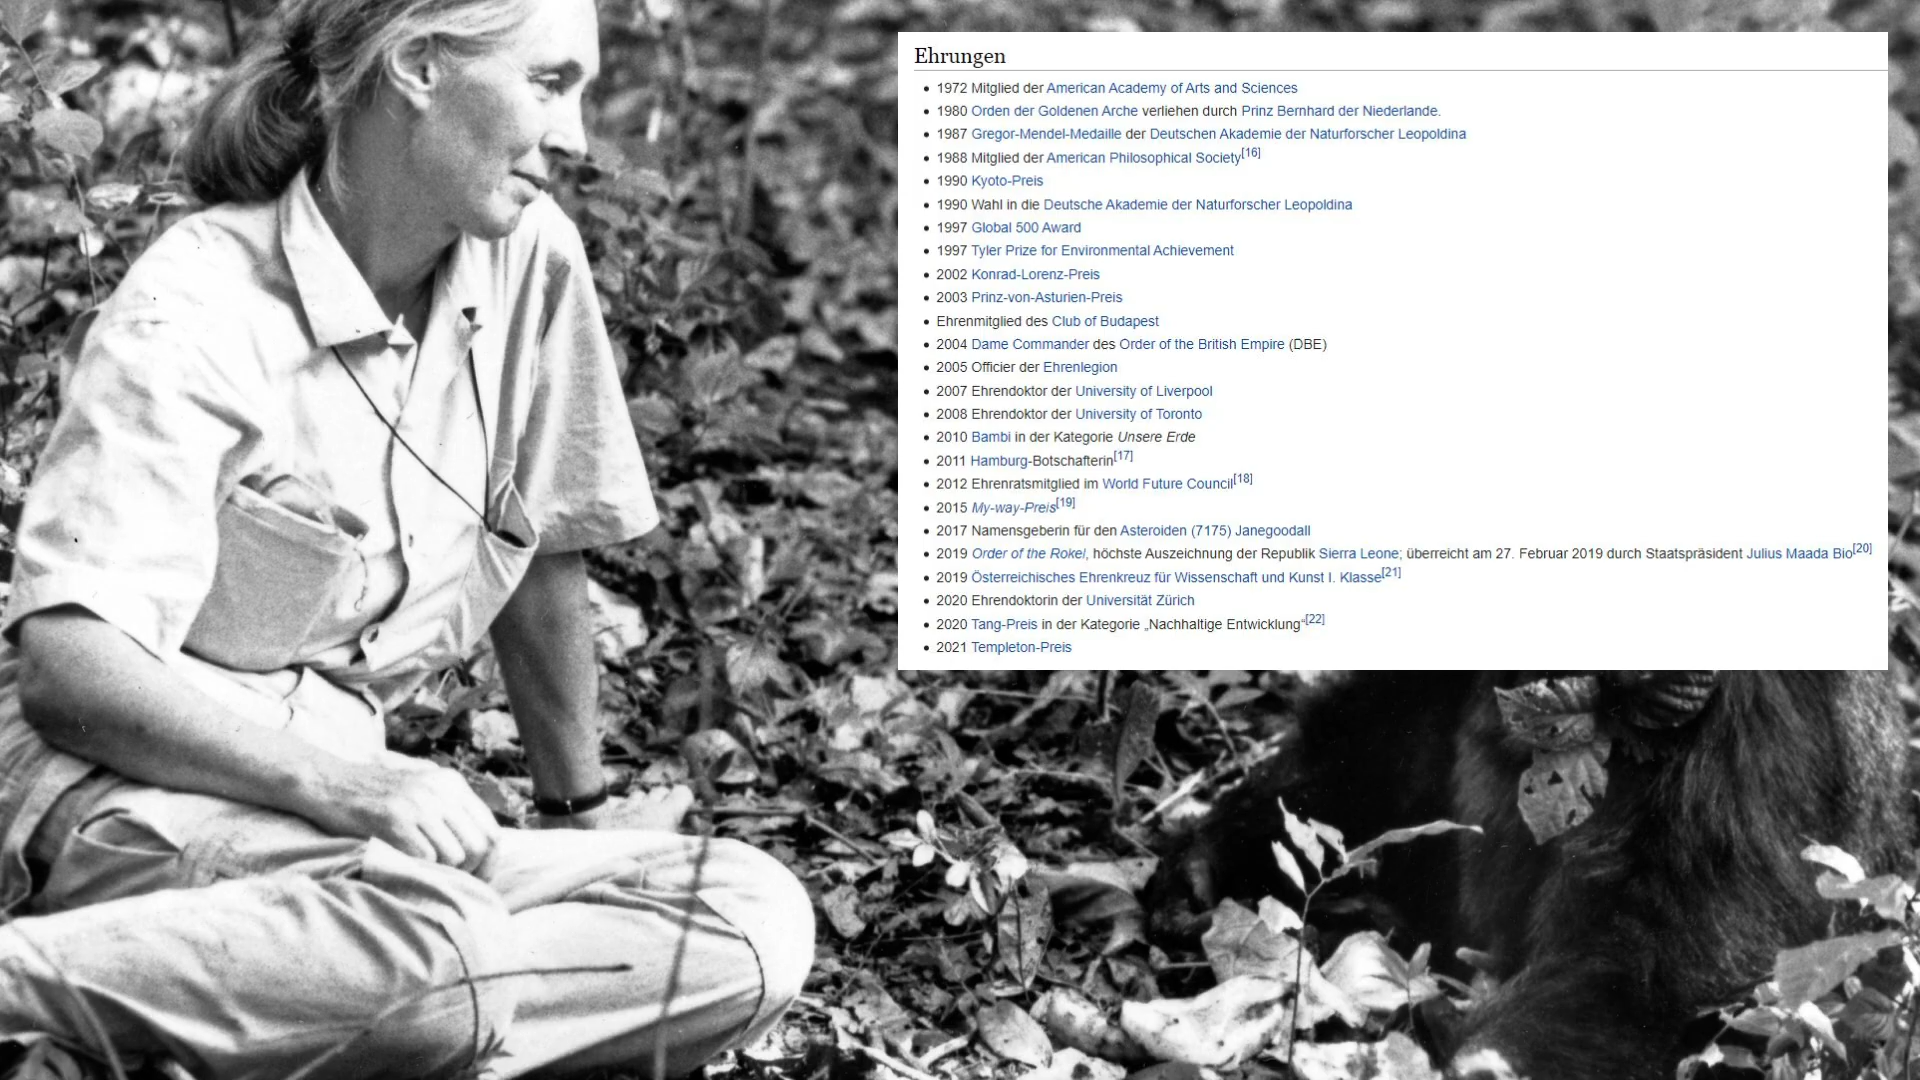 Ehrungen
1972 Mitglied der American Academy of Arts and Sciences
1980 Orden der Goldenen Arche verliehen durch Prinz Bernhard der Niederlande.
1987 Gregor-Mendel-Medaille der Deutschen Akademie der Naturforscher Leopoldina
1988 Mitglied der American Philosophical Society[16]
1990 Kyoto-Preis
1990 Wahl in die Deutsche Akademie der Naturforscher Leopoldina
1997 Global 500 Award
1997 Tyler Prize for Environmental Achievement
2002 Konrad-Lorenz-Preis
2003 Prinz-von-Asturien-Preis
Ehrenmitglied des Club of Budapest
2004 Dame Commander des Order of the British Empire (DBE)
2005 Officier der Ehrenlegion
2007 Ehrendoktor der University of Liverpool
2008 Ehrendoktor der University of Toronto
2010 Bambi in der Kategorie Unsere Erde
2011 Hamburg-Botschafterin[17]
2012 Ehrenratsmitglied im World Future Council[18]
2015 My-way-Preis[19]
2017 Namensgeberin für den Asteroiden (7175) Janegoodall
2019 Order of the Rokel, höchste Auszeichnung der Republik Sierra Leone; überreicht am 27. Februar 2019 durch Staatspräsident Julius Maada Bio[20]
2019 Österreichisches Ehrenkreuz für Wissenschaft und Kunst I. Klasse[21]
2020 Ehrendoktorin der Universität Zürich
2020 Tang-Preis in der Kategorie „Nachhaltige Entwicklung“[22]
2021 Templeton-Preis